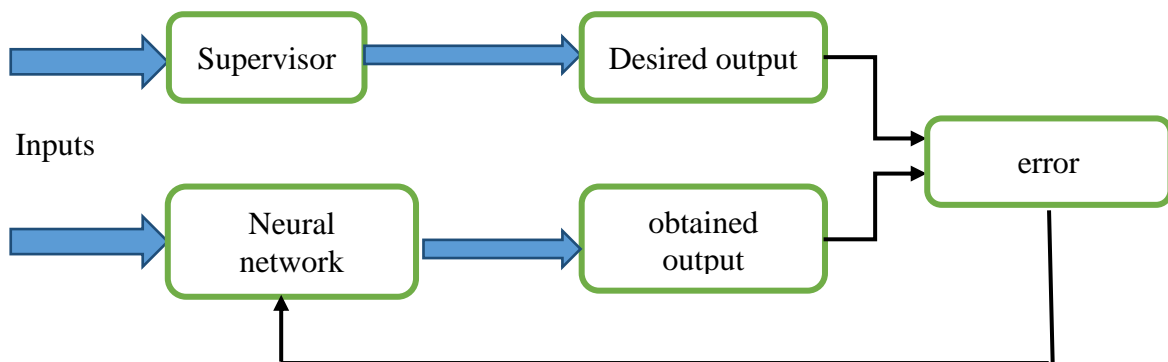 Supervisor
Desired output
Inputs
error
Neural
network
obtained
output